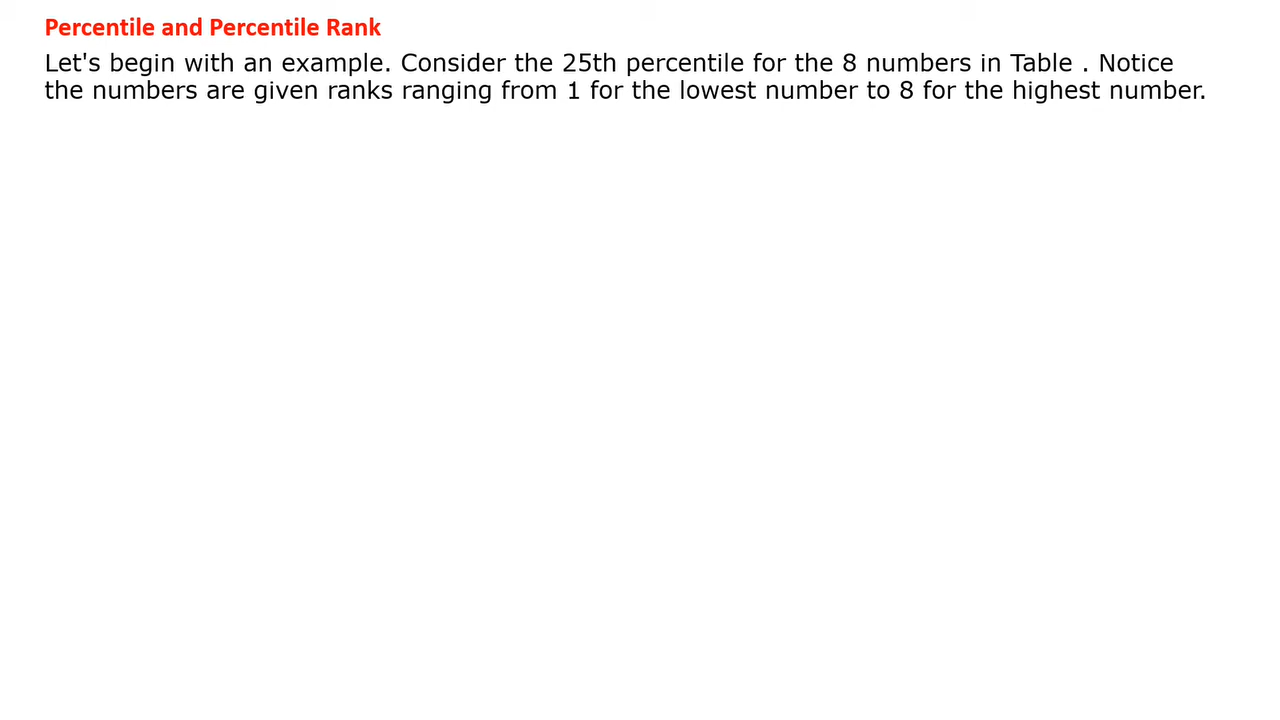 Percentile and Percentile Rank
Let's begin with an example. Consider the 25th percentile for the 8 numbers in Table . Notice
the numbers are given ranks ranging from 1 for the lowest number to 8 for the highest number.